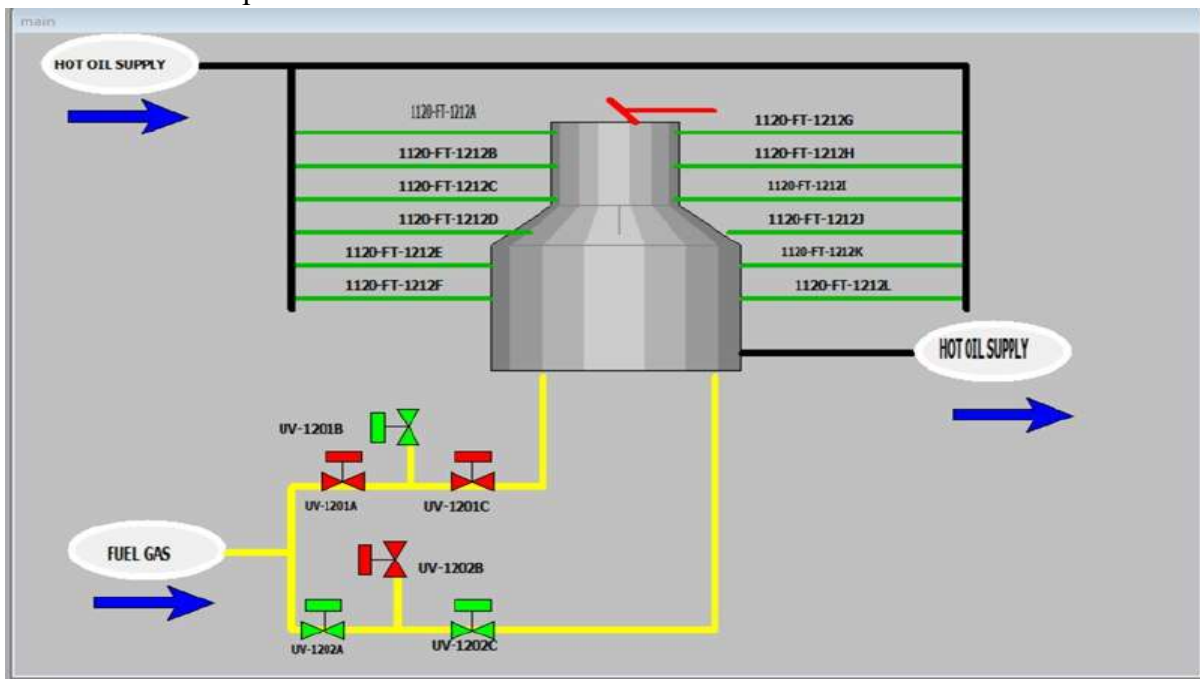 main
HOT OIL SUPPLY
1120-FT-1212A
1120-FT-1212B
1120-FT-1212C
1120-FT-1212D
1120-FT-1212E
1120-FT-1212F
1120-FT-1212G
1120-FT-1212H
1120-FT-1212I
1120-FT-1212J
1120-FT-1212K
1120-FT-1212L
HOT OIL SUPPLY
UV-1201B
UV-1201A
UV-1201C
FUEL GAS
UV-1202B
UV-1202A
UV-1202C